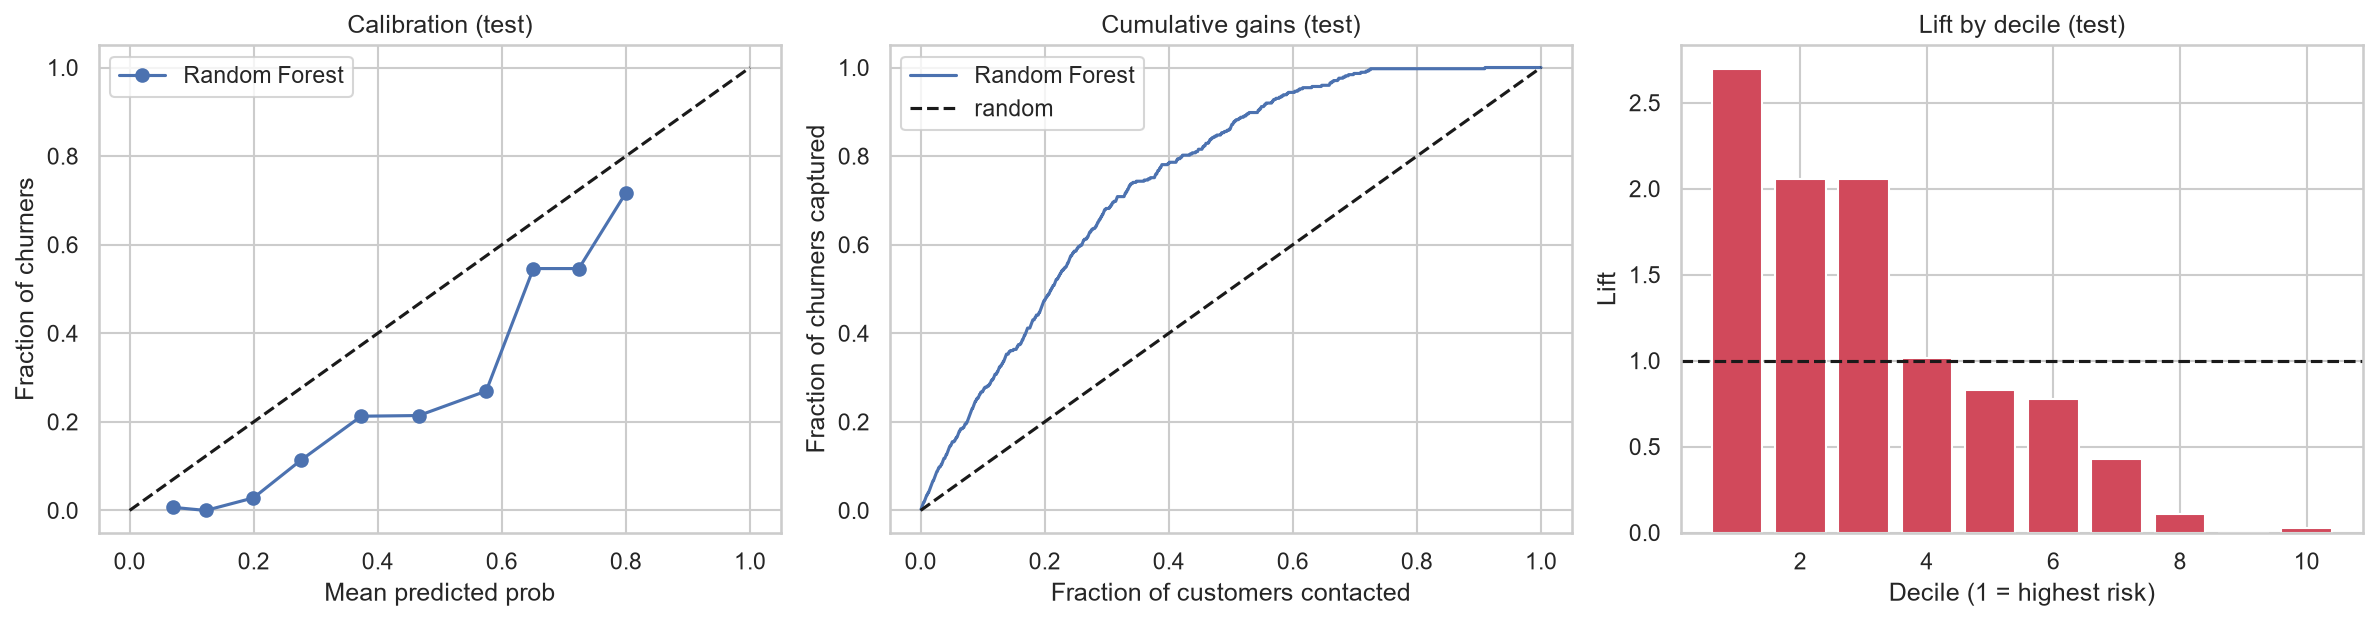 Calibration (test)
Random Forest
1.0
0.8
0.6
0.4
0.2
0.0
Fraction of churners
0.0 0.2 0.4 0.6 0.8 1.0
Mean predicted prob
Cumulative gains (test)
Random Forest
random
1.0
0.8
0.6
0.4
0.2
0.0
Fraction of churners captured
0.0 0.2 0.4 0.6 0.8 1.0
Fraction of customers contacted
Lift by decile (test)
2.5
2.0
1.5
1.0
0.5
0.0
Lift
2 4 6 8 10
Decile (1 = highest risk)